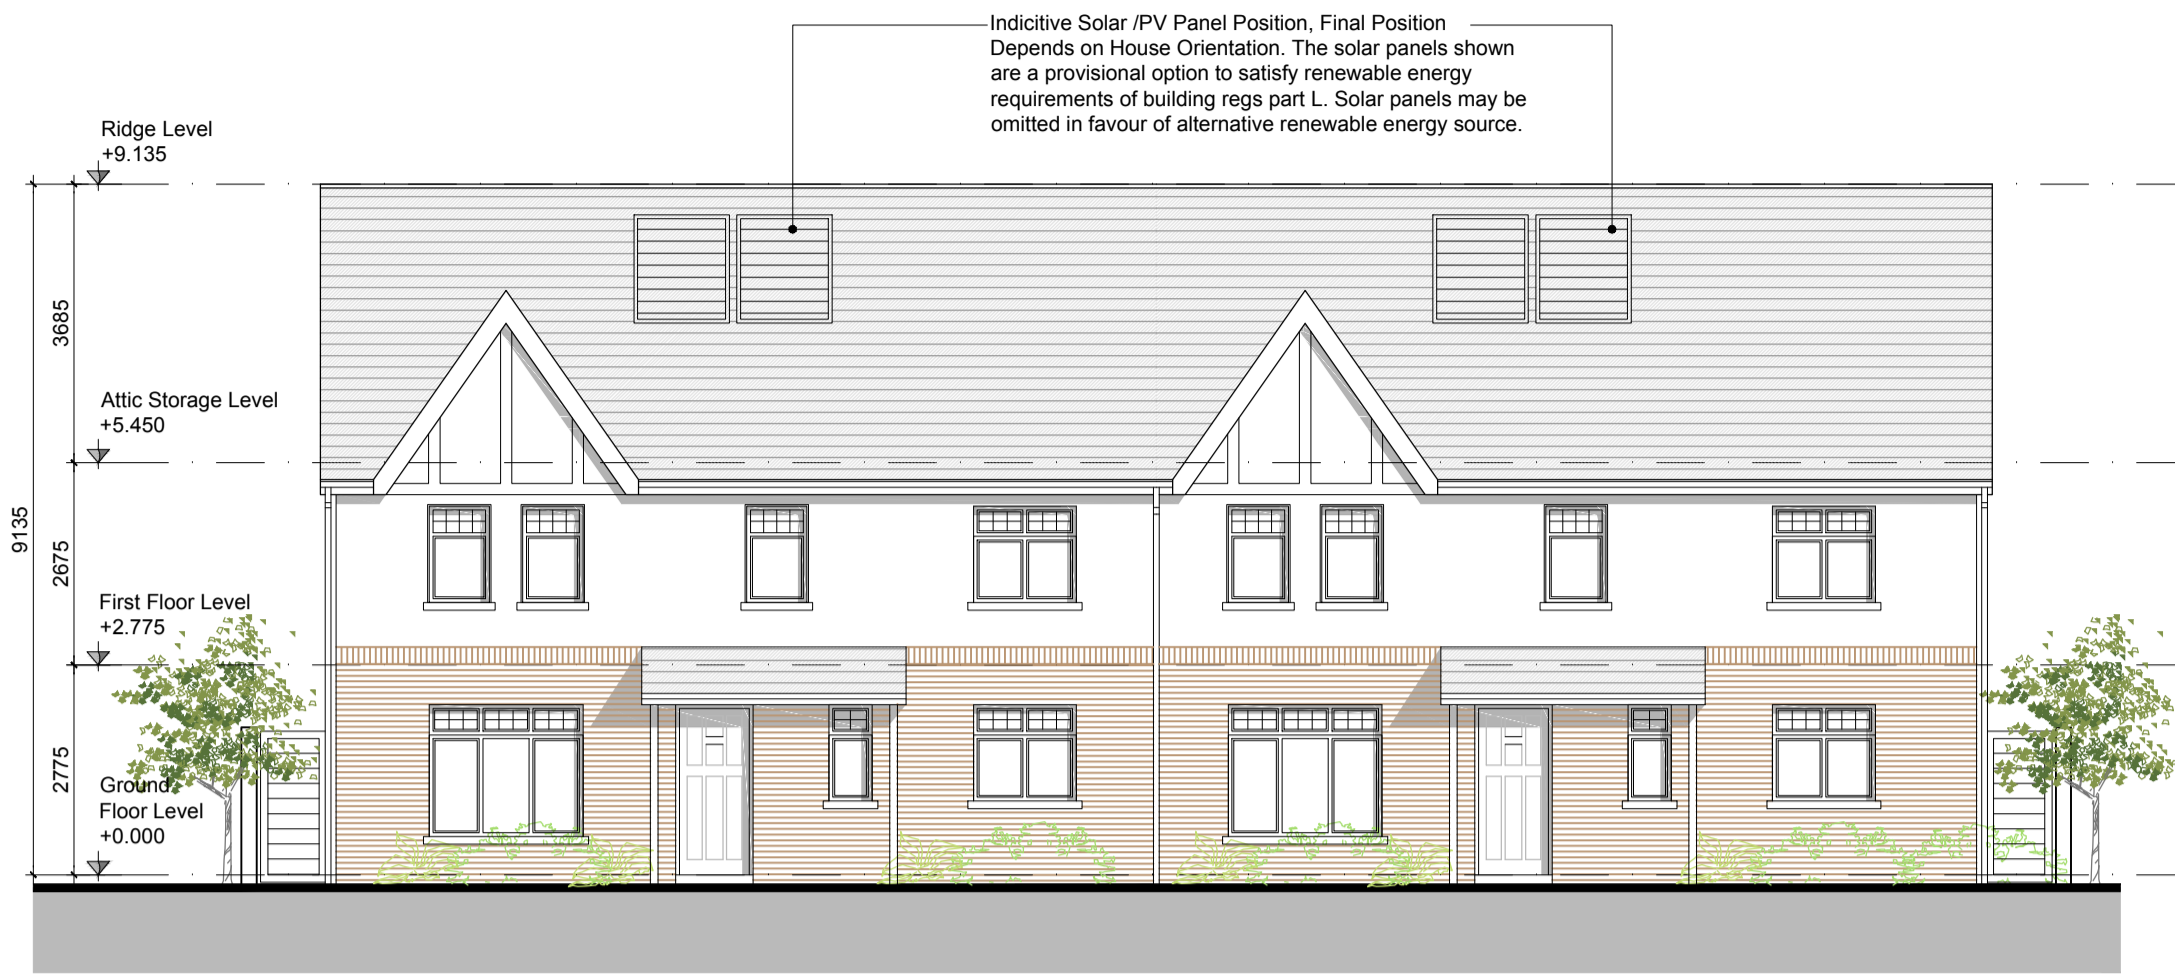 Indicitive Solar /PV Panel Position, Final Position
Depends on House Orientation. The solar panels shown
are a provisional option to satisfy renewable energy
requirements of building regs part L. Solar panels may be
omitted in favour of alternative renewable energy source.
Ridge Level
+9.135
3685
Attic Storage Level
+5.450
9135
2675
First Floor Level
+2.775
2775
Ground
Floor Level
+0.000